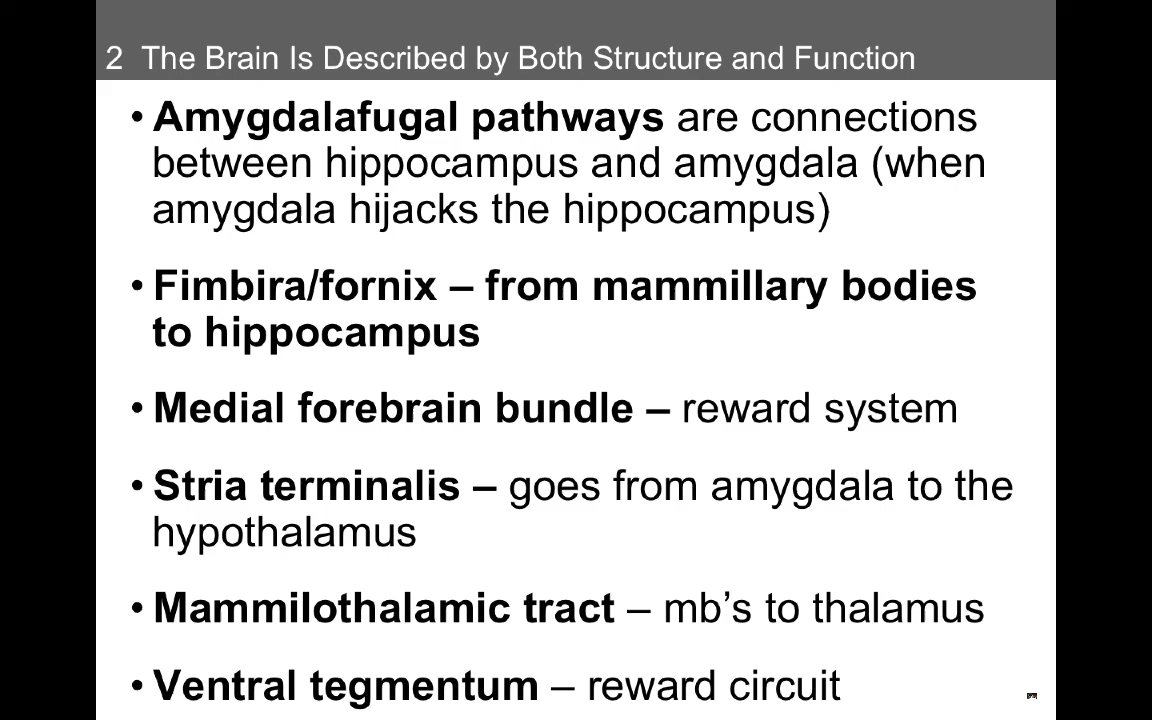 2 The Brain Is Described by Both Structure and Function
• Amygdalafugal pathways are connections
between hippocampus and amygdala (when
amygdala hijacks the hippocampus)
• Fimbira/fornix – from mammillary bodies
to hippocampus
• Medial forebrain bundle – reward system
• Stria terminalis – goes from amygdala to the
hypothalamus
• Mammilothalamic tract – mb’s to thalamus
• Ventral tegmentum – reward circuit